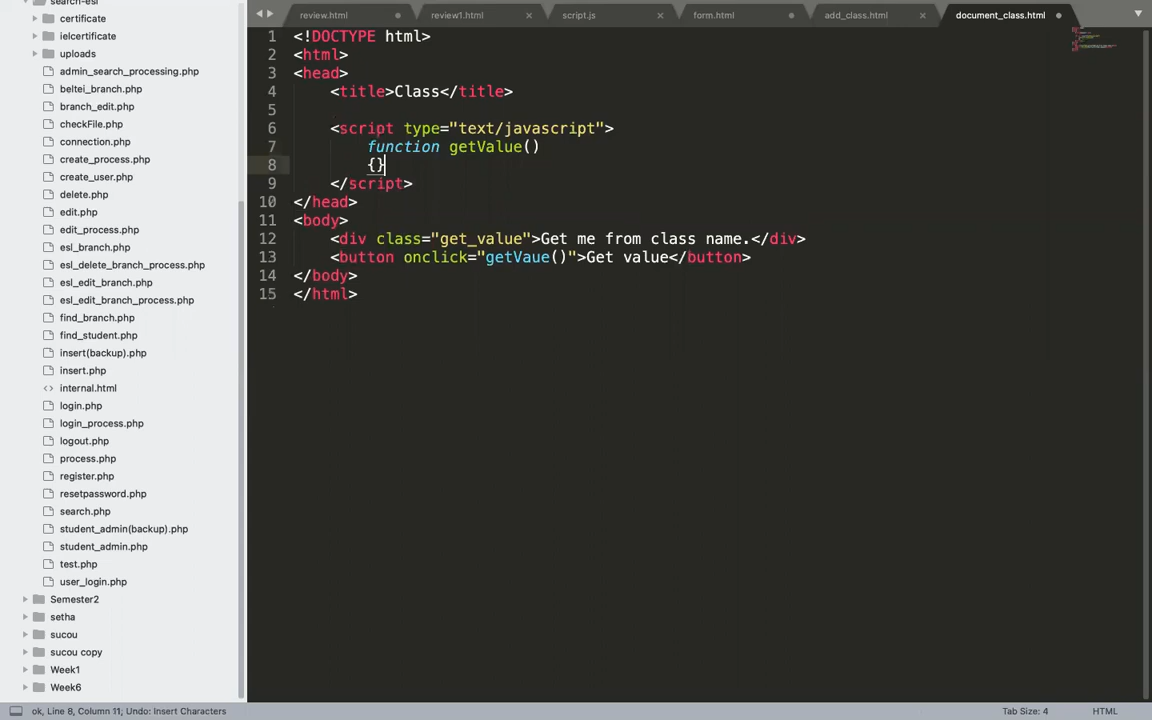 search-esl
certificate
ielcertificate
uploads
admin_search_processing.php
beltei_branch.php
branch_edit.php
checkFile.php
connection.php
create_process.php
create_user.php
delete.php
edit.php
edit_process.php
esl_branch.php
esl_delete_branch_process.php
esl_edit_branch.php
esl_edit_branch_process.php
find_branch.php
find_student.php
insert(backup).php
insert.php
internal.html
login.php
login_process.php
logout.php
process.php
register.php
resetpassword.php
search.php
student_admin(backup).php
student_admin.php
test.php
user_login.php
Semester2
setha
sucou
sucou copy
Week1
Week6
review.html
review1.html
script.js
form.html
add_class.html
document_class.html
1 <!DOCTYPE html>
2 <html>
3 <head>
4 <title>Class</title>
5
6 <script type="text/javascript">
7 function getValue()
8 {}
9 </script>
10 </head>
11 <body>
12 <div class="get_value">Get me from class name.</div>
13 <button onclick="getVaue()">Get value</button>
14 </body>
15 </html>
ok, Line 8, Column 11; Undo: Insert Characters
Tab Size: 4
HTML